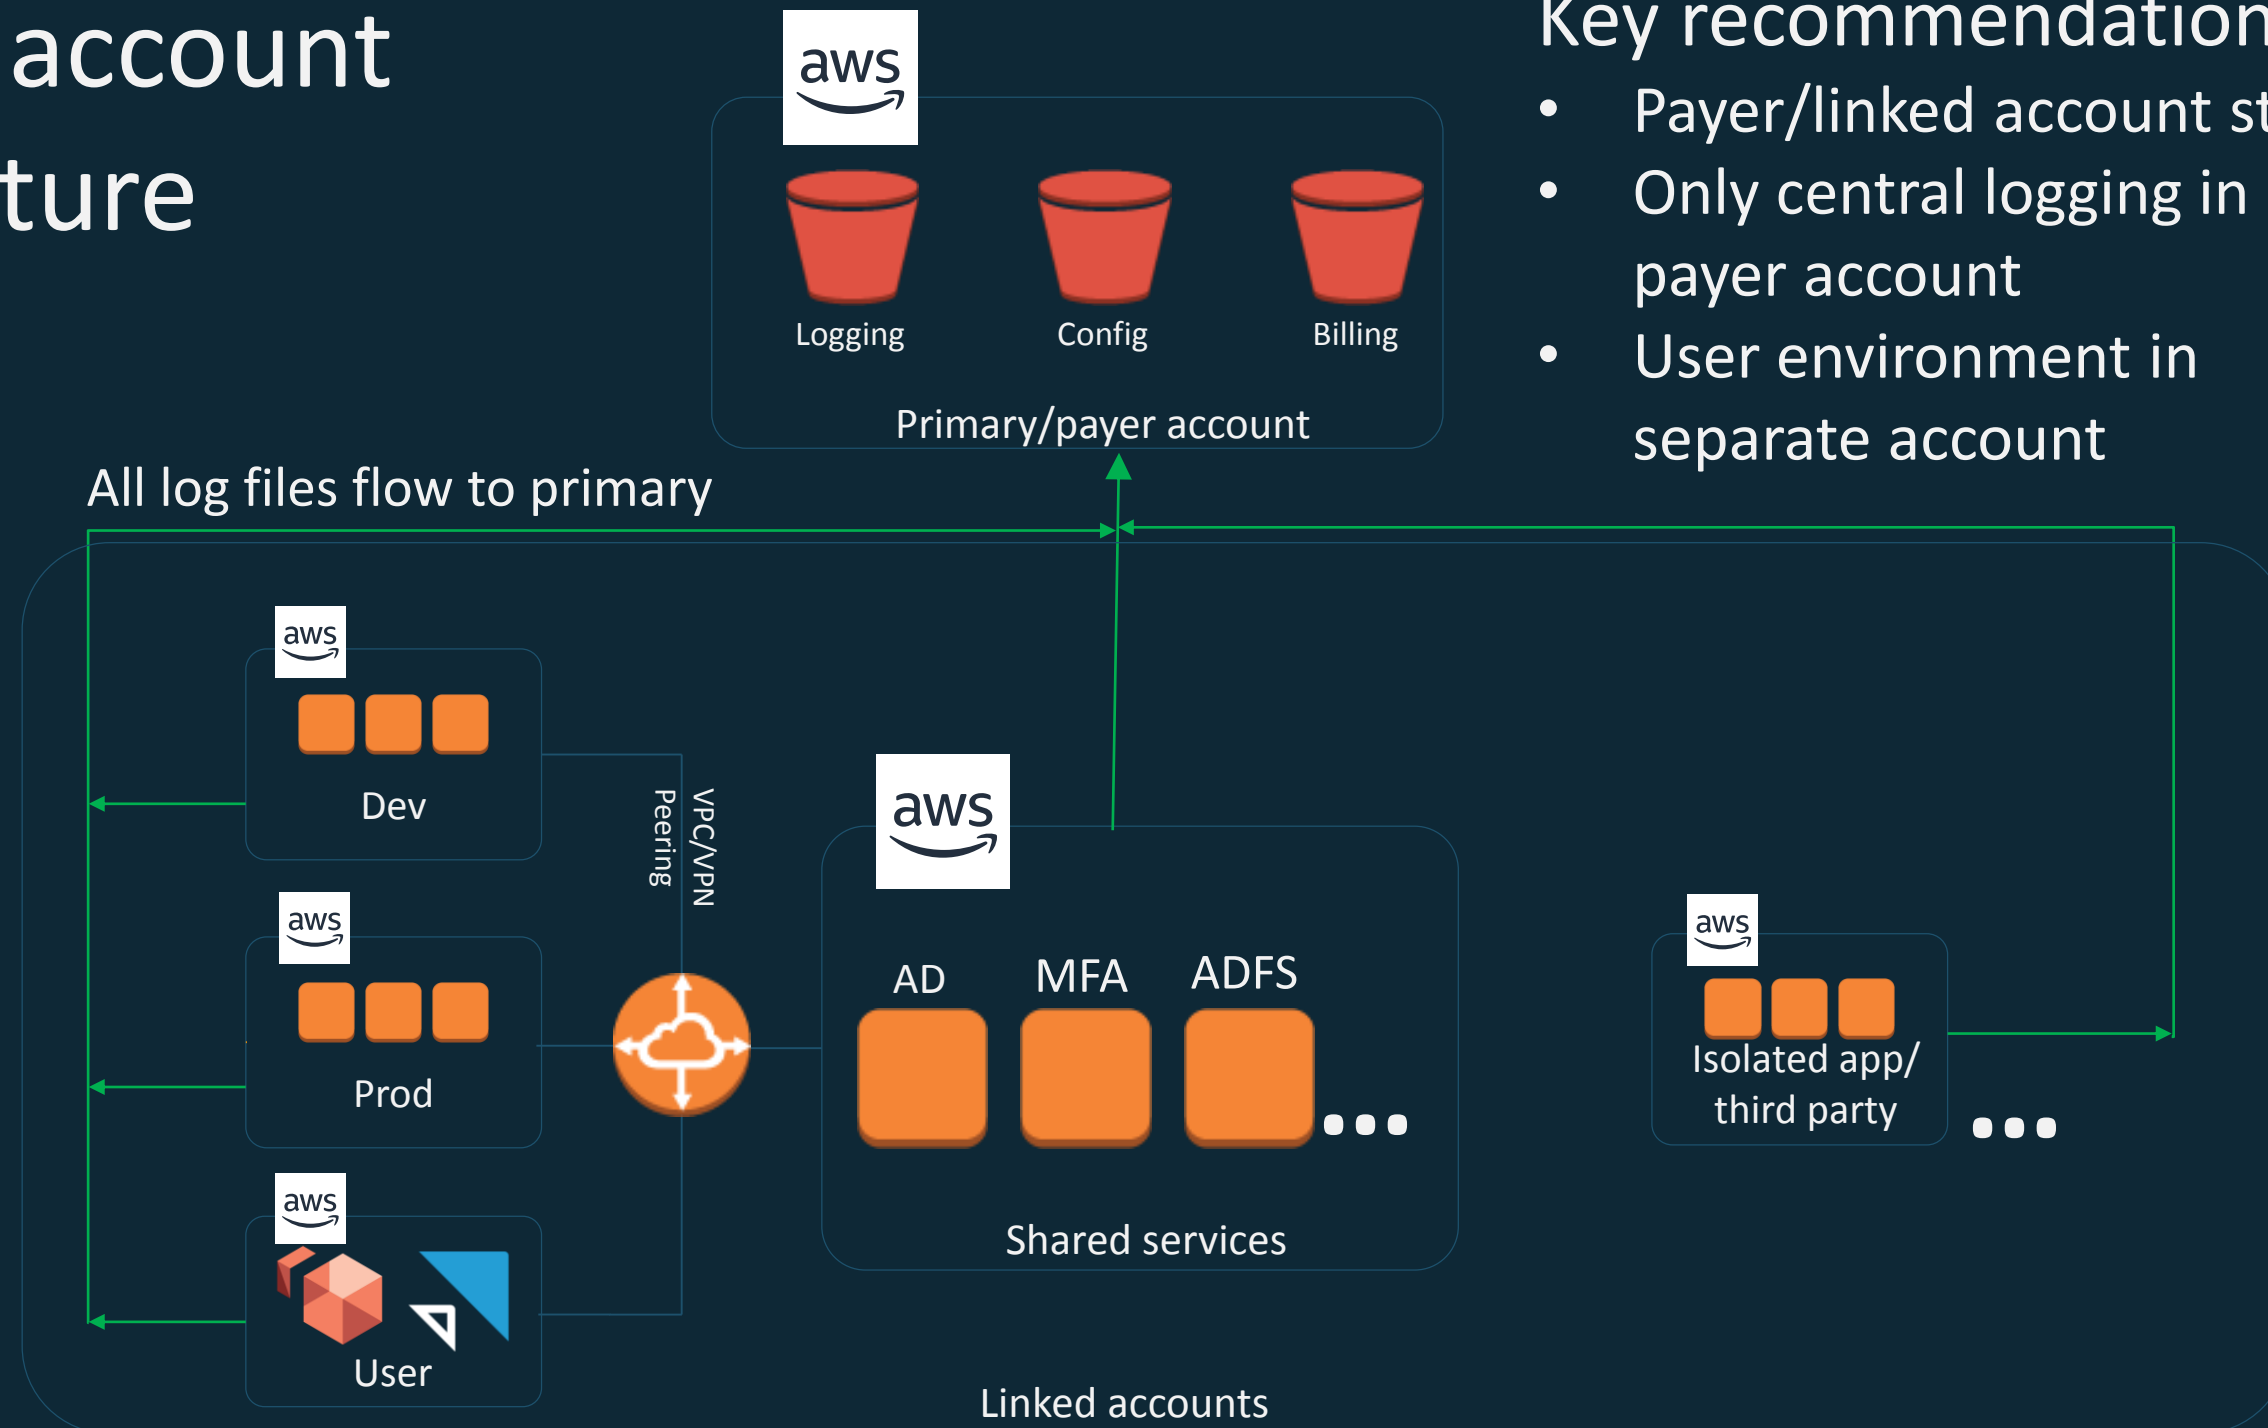 account
ture
aws
Logging
Config
Billing
Primary/payer account
Key recommendation
• Payer/linked account st
• Only central logging in
payer account
• User environment in
separate account
All log files flow to primary
aws
Dev
aws
Prod
aws
User
VPC/VPN
Peering
aws
AD
MFA
ADFS
...
Shared services
aws
Isolated app/
third party
...
Linked accounts